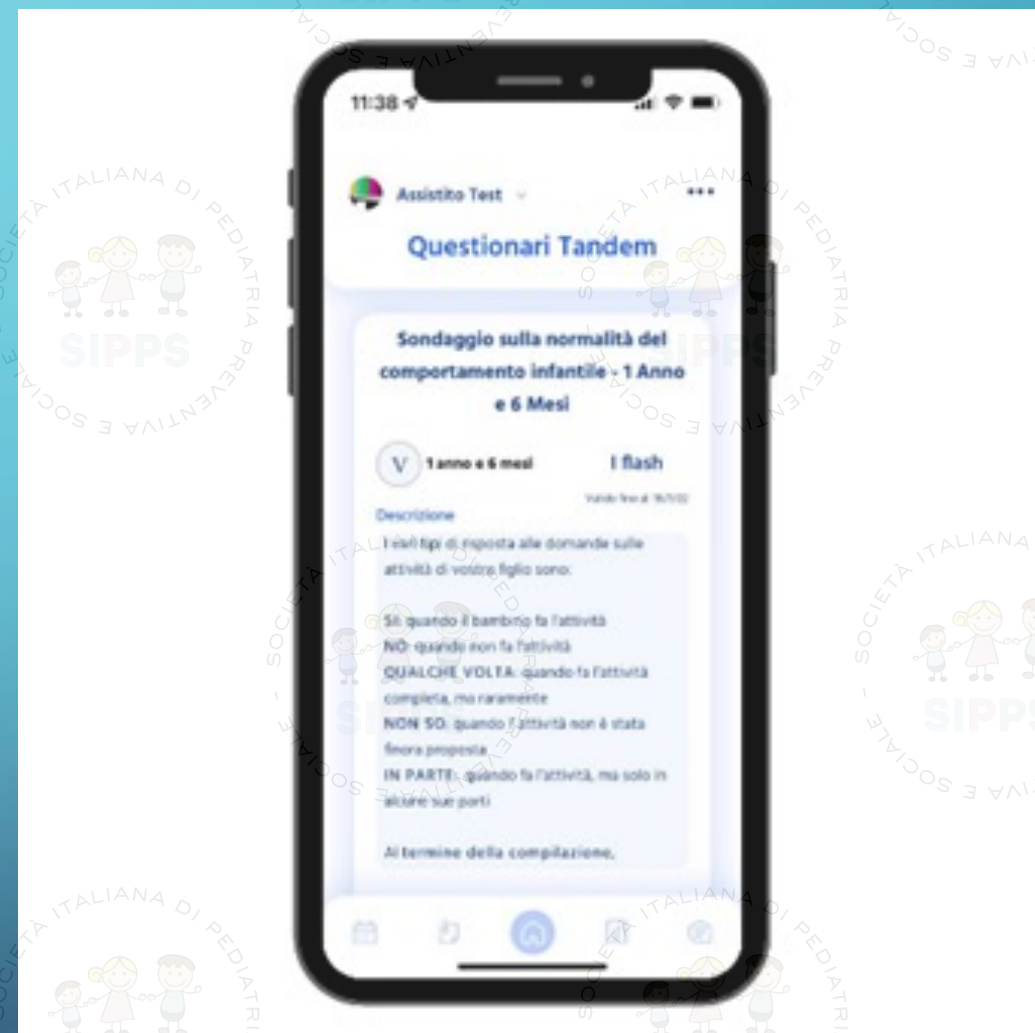 11:38
Assistito Test
Questionari Tandem
Sondaggio sulla normalità del
comportamento infantile - 1 Anno
e 6 Mesi
V 1 anno e 6 mesi I flash
Valido fino al
Descrizione
I vari tipi di risposta alle domande sulle
attività di vostro figlio sono:
SI: quando il bambino fa l'attività
NO: quando non fa l'attività
QUALCHE VOLTA: quando fa l'attività
completa, ma raramente
NON SO: quando l'attività non è stata
finora proposta
IN PARTE: quando fa l'attività, ma solo in
alcune sue parti
Al termine della compilazione,
SOCIETÀ ITALIANA DI PEDIATRIA PREVENTIVA E SOCIALE
SIPPS